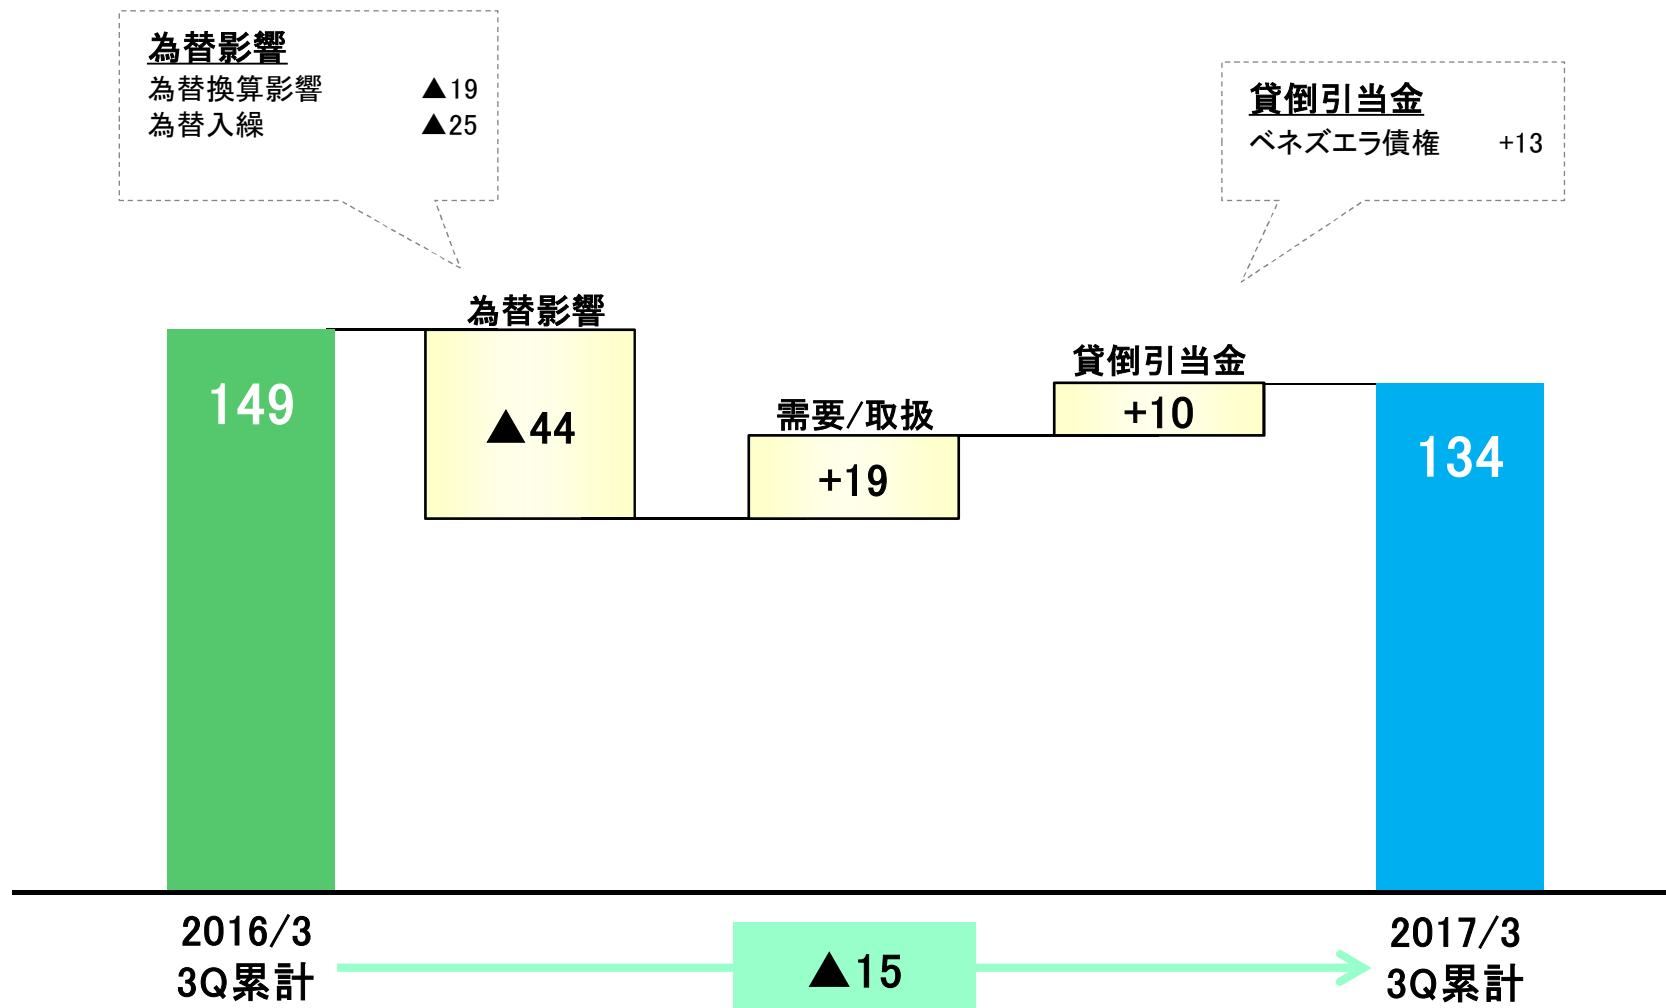 為替影響
為替換算影響 ▲19
為替入繰 ▲25
貸倒引当金
ベネズエラ債権 +13
為替影響
貸倒引当金
149
▲44
需要/取扱
+19
+10
134
2016/3
3Q累計
▲15
2017/3
3Q累計